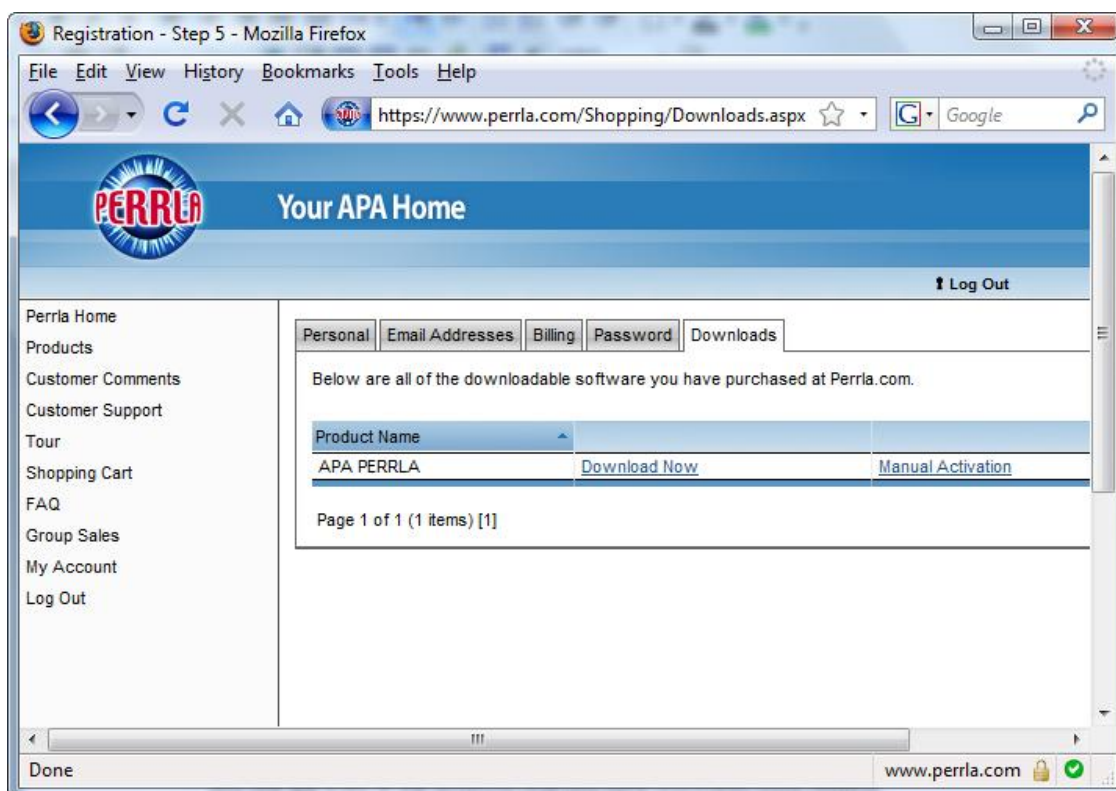 Registration - Step 5 - Mozilla Firefox
File Edit View History Bookmarks Tools Help
https://www.perrla.com/Shopping/Downloads.aspx G Google
PERRLA Your APA Home
Log Out
Perrla Home
Products
Customer Comments
Customer Support
Tour
Shopping Cart
FAQ
Group Sales
My Account
Log Out
Personal Email Addresses Billing Password Downloads
Below are all of the downloadable software you have purchased at Perrla.com.
Product Name
APA PERRLA Download Now Manual Activation
Page 1 of 1 (1 items) [1]
Done www.perrla.com